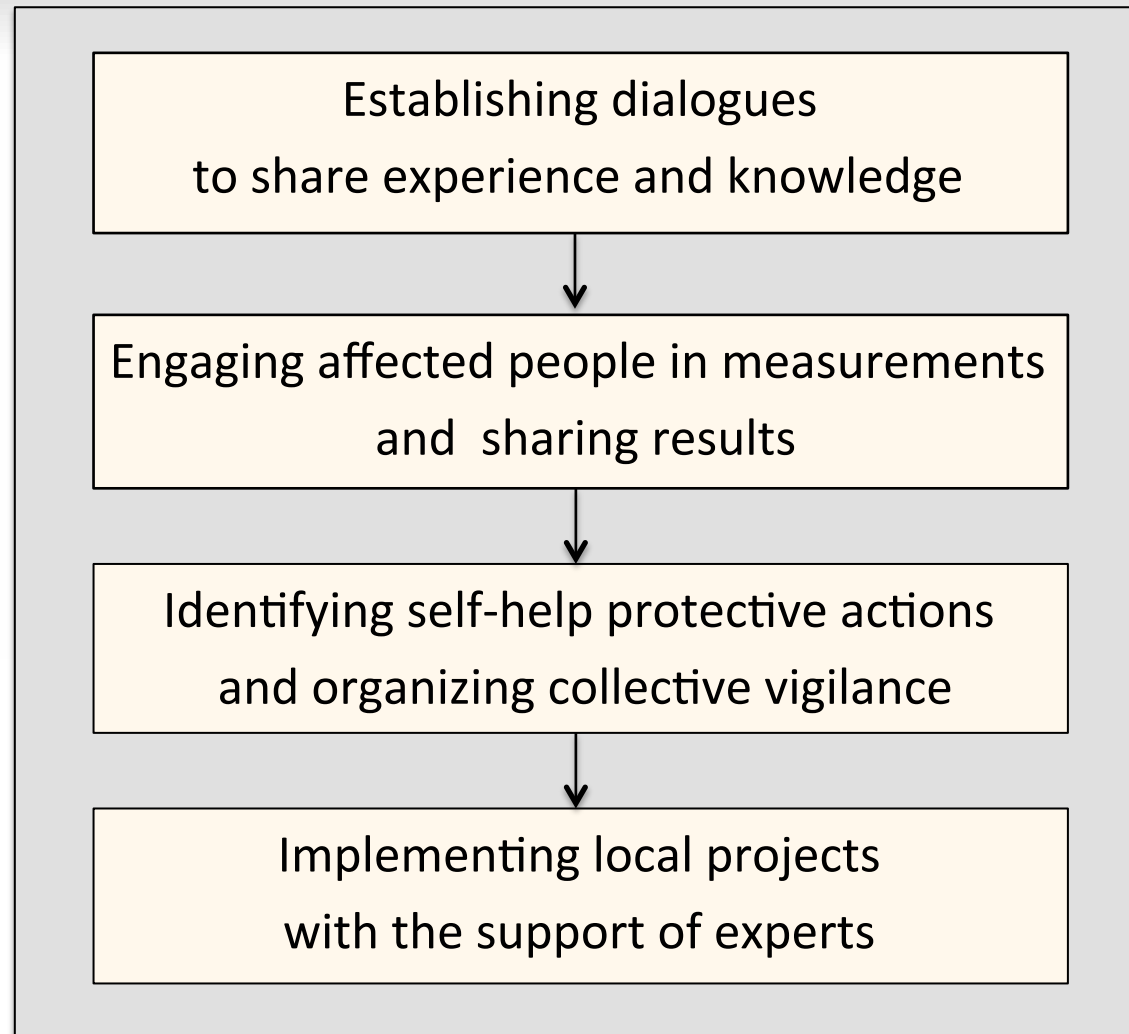 Establishing dialogues
to share experience and knowledge
Engaging affected people in measurements
and  sharing results
Identifying self-help protective actions
and organizing collective vigilance
Implementing local projects
with the support of experts